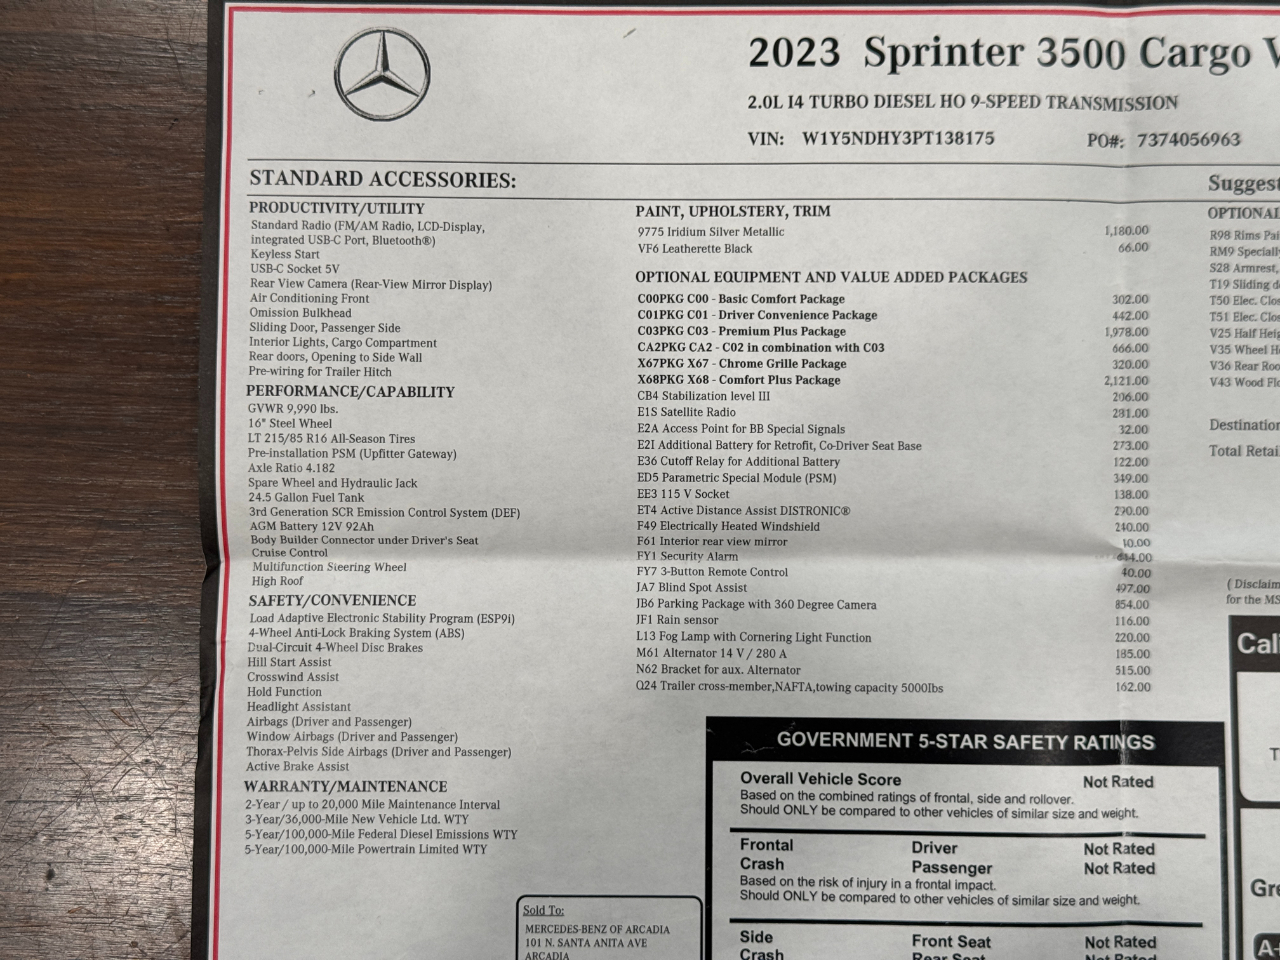 2023 Sprinter 3500 Cargo
2.0L I4 TURBO DIESEL HO 9-SPEED TRANSMISSION
VIN: W1Y5NDHY3PT138175 PO#: 7374056963
STANDARD ACCESSORIES:
PRODUCTIVITY/UTILITY
Standard Radio (FM/AM Radio, LCD-Display,
integrated USB-C Port, Bluetooth®)
Keyless Start
USB-C Socket 5V
Rear View Camera (Rear-View Mirror Display)
Air Conditioning Front
Omission Bulkhead
Sliding Door, Passenger Side
Interior Lights, Cargo Compartment
Rear doors, Opening to Side Wall
Pre-wiring for Trailer Hitch
PERFORMANCE/CAPABILITY
GVWR 9,990 lbs.
16" Steel Wheel
LT 215/85 R16 All-Season Tires
Pre-installation PSM (Upfitter Gateway)
Axle Ratio 4.182
Spare Wheel and Hydraulic Jack
24.5 Gallon Fuel Tank
3rd Generation SCR Emission Control System (DEF)
AGM Battery 12V 92Ah
Body Builder Connector under Driver's Seat
Cruise Control
Multifunction Steering Wheel
High Roof
SAFETY/CONVENIENCE
Load Adaptive Electronic Stability Program (ESP9i)
4-Wheel Anti-Lock Braking System (ABS)
Dual-Circuit 4-Wheel Disc Brakes
Hill Start Assist
Crosswind Assist
Hold Function
Headlight Assistant
Airbags (Driver and Passenger)
Window Airbags (Driver and Passenger)
Thorax-Pelvis Side Airbags (Driver and Passenger)
Active Brake Assist
WARRANTY/MAINTENANCE
2-Year / up to 20,000 Mile Maintenance Interval
3-Year/36,000-Mile New Vehicle Ltd. WTY
5-Year/100,000-Mile Federal Diesel Emissions WTY
5-Year/100,000-Mile Powertrain Limited WTY
PAINT, UPHOLSTERY, TRIM
9775 Iridium Silver Metallic 1,180.00
VF6 Leatherette Black 66.00
OPTIONAL EQUIPMENT AND VALUE ADDED PACKAGES
C00PKG C00 - Basic Comfort Package 302.00
C01PKG C01 - Driver Convenience Package 442.00
C03PKG C03 - Premium Plus Package 1,978.00
CA2PKG CA2 - C02 in combination with C03 666.00
X67PKG X67 - Chrome Grille Package 320.00
X68PKG X68 - Comfort Plus Package 2,121.00
CB4 Stabilization level III 206.00
E1S Satellite Radio 281.00
E2A Access Point for BB Special Signals 32.00
E2I Additional Battery for Retrofit, Co-Driver Seat Base 273.00
E36 Cutoff Relay for Additional Battery 122.00
ED5 Parametric Special Module (PSM) 349.00
EE3 115 V Socket 138.00
ET4 Active Distance Assist DISTRONIC® 290.00
F49 Electrically Heated Windshield 240.00
F61 Interior rear view mirror 10.00
FY1 Security Alarm
FY7 3-Button Remote Control 40.00
JA7 Blind Spot Assist 497.00
JB6 Parking Package with 360 Degree Camera 854.00
JF1 Rain sensor 116.00
L13 Fog Lamp with Cornering Light Function 220.00
M61 Alternator 14 V / 280 A 185.00
N62 Bracket for aux. Alternator 515.00
Q24 Trailer cross-member,NAFTA,towing capacity 5000lbs 162.00
Suggest
OPTIONAL
R98 Rims Pai
RM9 Speciall
S28 Armrest,
T19 Sliding d
T50 Elec. Clos
T51 Elec. Clos
V25 Half Heig
V35 Wheel H
V36 Rear Roo
V43 Wood Flo
Destination
Total Retai
( Disclaim
for the MS
GOVERNMENT 5-STAR SAFETY RATINGS
Overall Vehicle Score Not Rated
Based on the combined ratings of frontal, side and rollover.
Should ONLY be compared to other vehicles of similar size and weight.
Frontal Driver Not Rated
Crash Passenger Not Rated
Based on the risk of injury in a frontal impact.
Should ONLY be compared to other vehicles of similar size and weight.
Side Front Seat Not Rated
Crash Rear Seat Not Rated
Sold To:
MERCEDES-BENZ OF ARCADIA
101 N. SANTA ANITA AVE
ARCADIA
Cali
T
Gre
A+